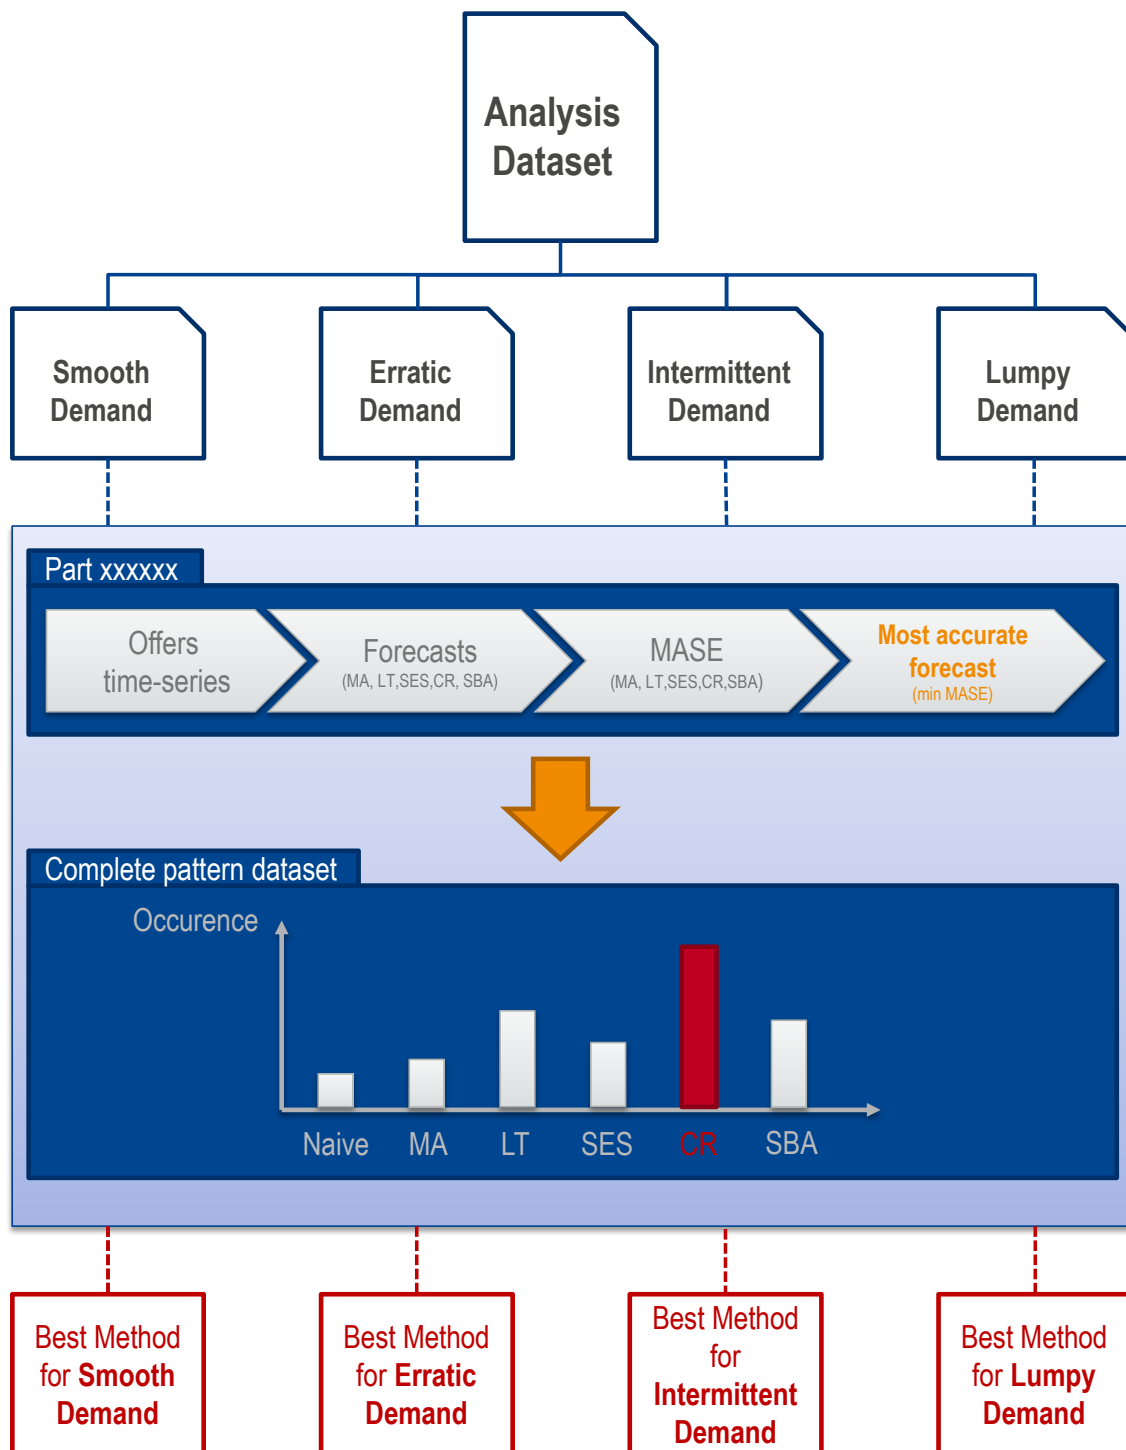 Analysis
Dataset
Smooth
Demand
Erratic
Demand
Intermittent
Demand
Lumpy
Demand
Part xxxxxx
Offers
time-series
Forecasts
(MA, LT,SES,CR, SBA)
MASE
(MA, LT,SES,CR,SBA)
Most accurate
forecast
(min MASE)
Complete pattern dataset
Occurence
Naive
MA
LT
SES
CR
SBA
Best Method
for Smooth
Demand
Best Method
for Erratic
Demand
Best Method
for
Intermittent
Demand
Best Method
for Lumpy
Demand